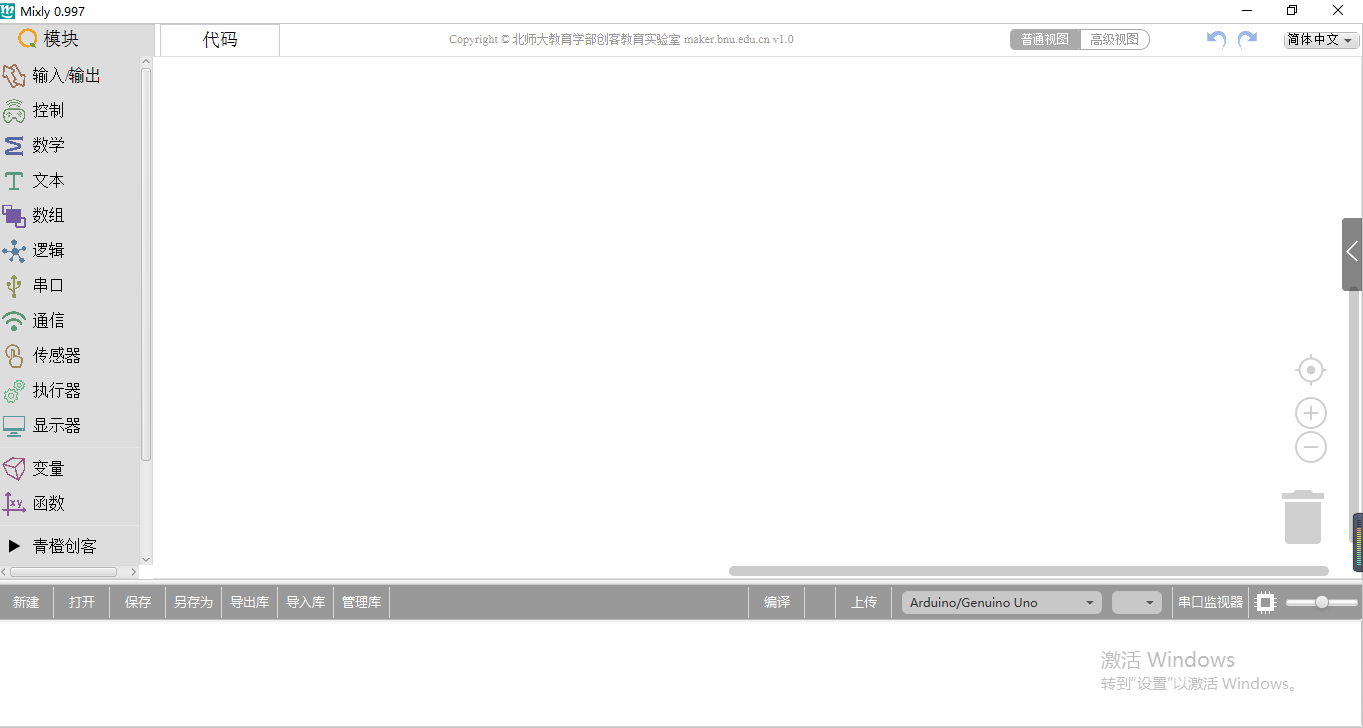 Mixly 0.997
模块
代码
Copyright © 北师大教育学部创客教育实验室 maker.bnu.edu.cn v1.0
普通视图 高级视图
简体中文
输入/输出
控制
数学
文本
数组
逻辑
串口
通信
传感器
执行器
显示器
变量
xy 函数
青橙创客
新建 打开 保存 另存为 导出库 导入库 管理库 编译 上传 Arduino/Genuino Uno 串口监视器
激活 Windows
转到"设置"以激活 Windows。